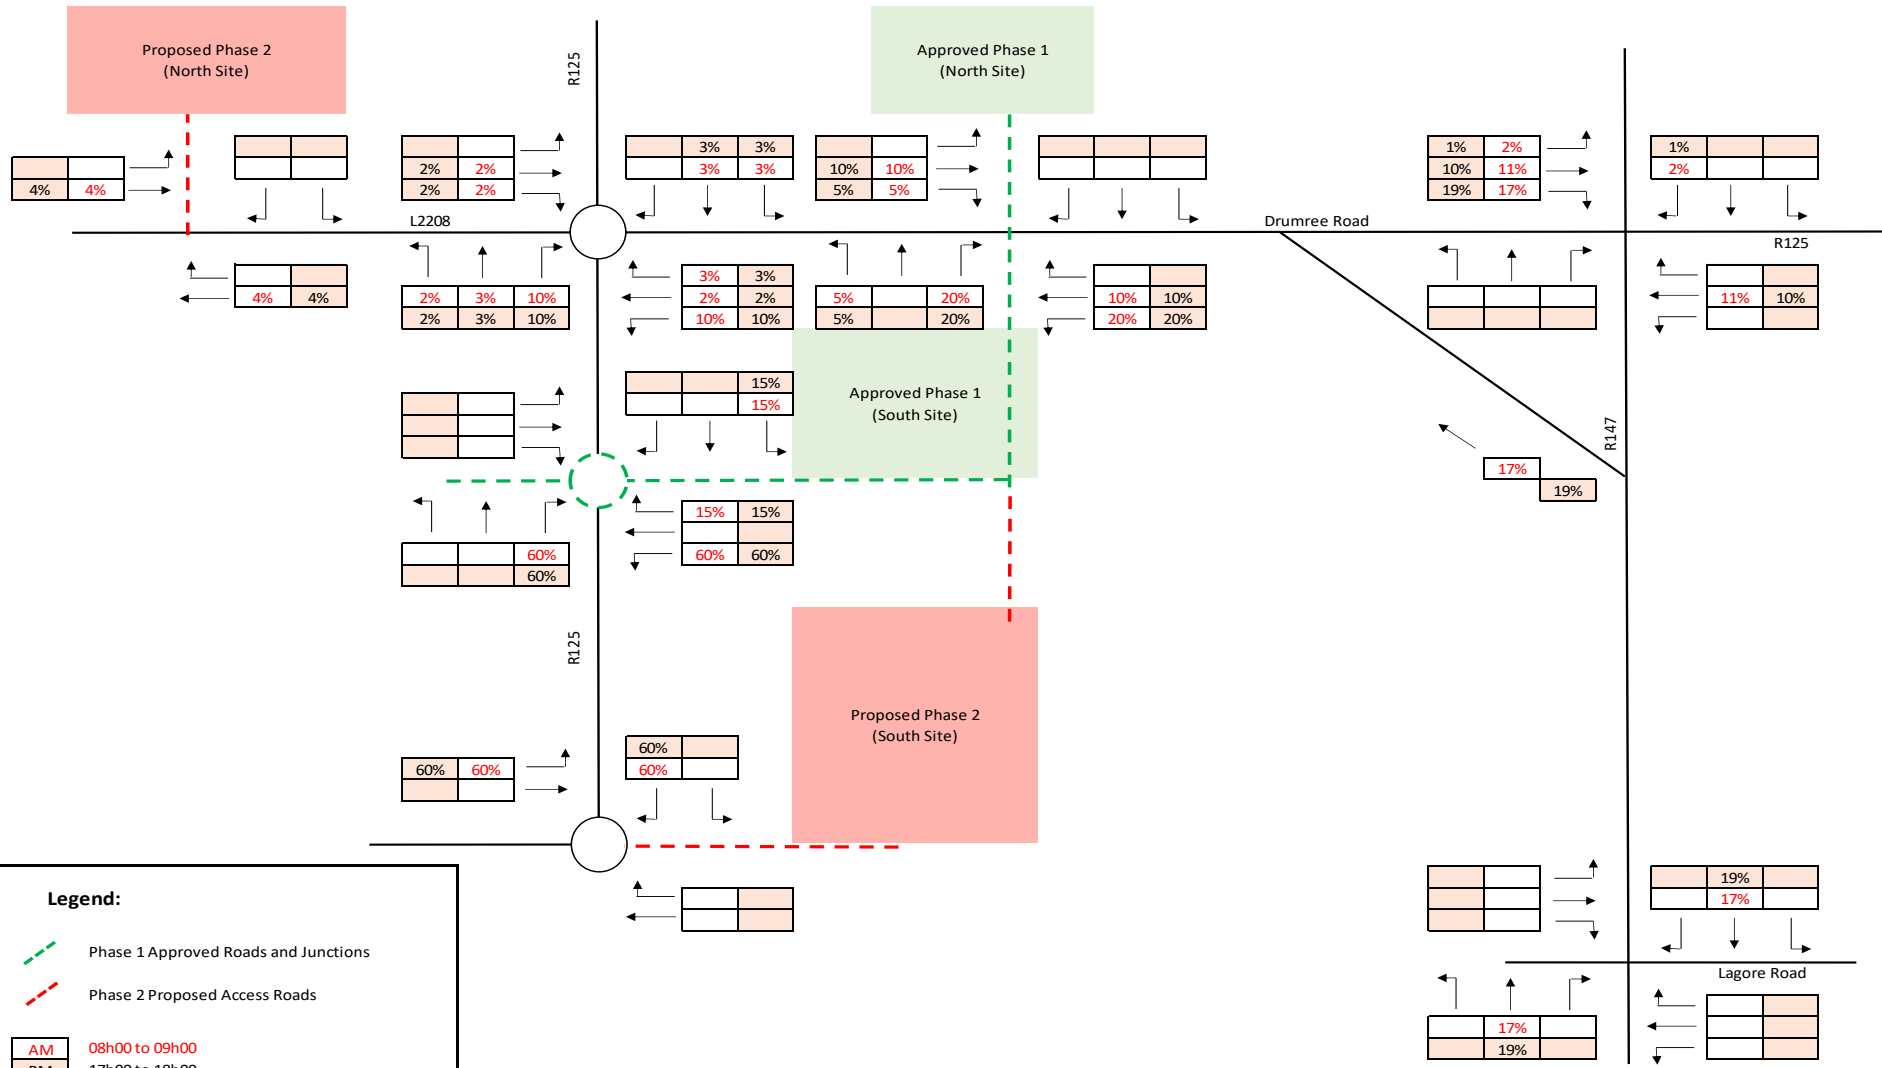 Proposed Phase 2
(North Site)
R125
Approved Phase 1
(North Site)
4% 4%
2% 2%
2% 2%
3% 3%
3% 3%
10% 10%
5% 5%
1% 2%
10% 11%
19% 17%
1%
2%
L2208
Drumree Road
R125
4% 4%
2% 3% 10%
2% 3% 10%
3% 3%
2% 2%
10% 10%
5% 20%
5% 20%
10% 10%
20% 20%
11% 10%
15%
15%
Approved Phase 1
(South Site)
R147
17%
19%
15% 15%
60% 60%
60%
60%
R125
Proposed Phase 2
(South Site)
60% 60%
60%
60%
19%
17%
Lagore Road
17%
19%
Legend:
Phase 1 Approved Roads and Junctions
Phase 2 Proposed Access Roads
AM 08h00 to 09h00
PM 17h00 to 18h00